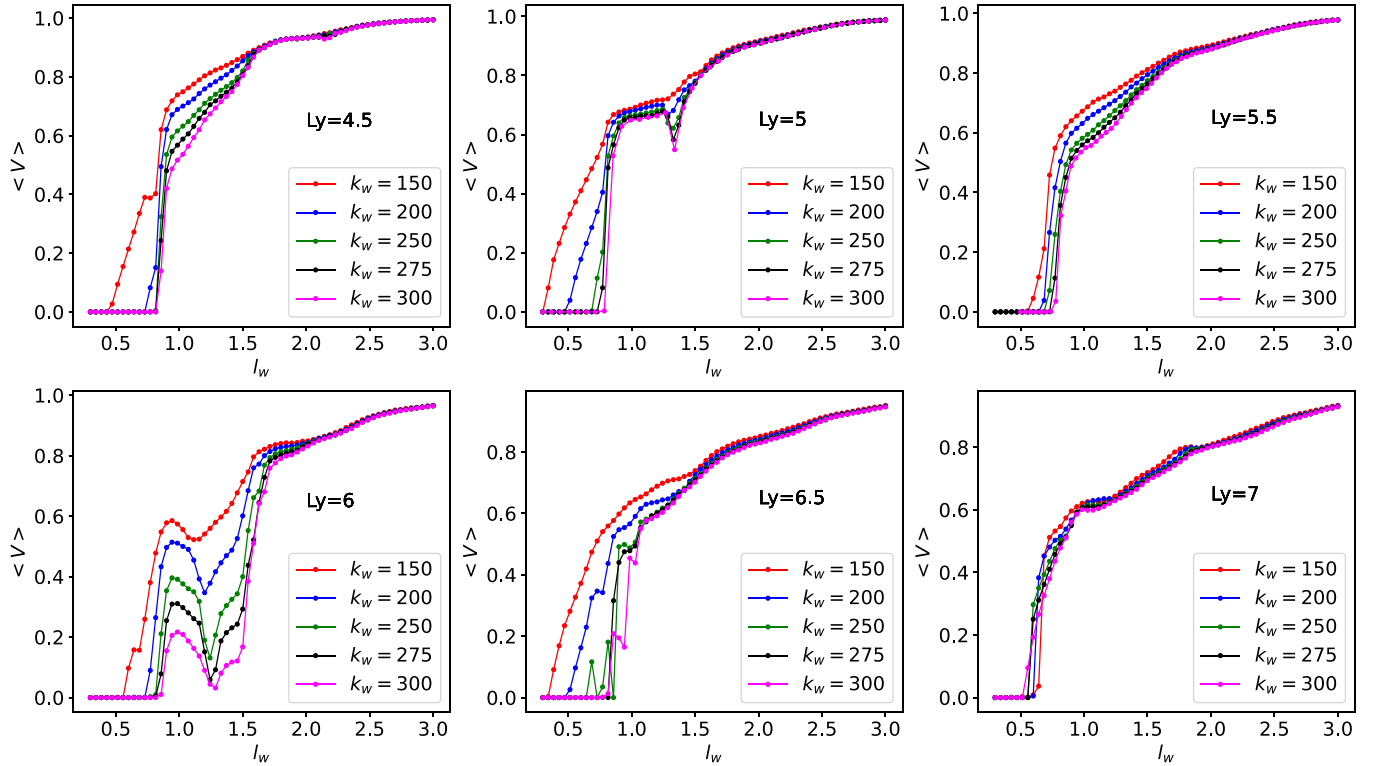 1.0
0.8
0.6
0.4
0.2
0.0
< V >
Ly=4.5
k_w = 150
k_w = 200
k_w = 250
k_w = 275
k_w = 300
0.5 1.0 1.5 2.0 2.5 3.0
l_w
1.0
0.8
0.6
0.4
0.2
0.0
< V >
Ly=5
k_w = 150
k_w = 200
k_w = 250
k_w = 275
k_w = 300
0.5 1.0 1.5 2.0 2.5 3.0
l_w
1.0
0.8
0.6
0.4
0.2
0.0
< V >
Ly=5.5
k_w = 150
k_w = 200
k_w = 250
k_w = 275
k_w = 300
0.5 1.0 1.5 2.0 2.5 3.0
l_w
1.0
0.8
0.6
0.4
0.2
0.0
< V >
Ly=6
k_w = 150
k_w = 200
k_w = 250
k_w = 275
k_w = 300
0.5 1.0 1.5 2.0 2.5 3.0
l_w
1.0
0.8
0.6
0.4
0.2
0.0
< V >
Ly=6.5
k_w = 150
k_w = 200
k_w = 250
k_w = 275
k_w = 300
0.5 1.0 1.5 2.0 2.5 3.0
l_w
0.8
0.6
0.4
0.2
0.0
< V >
Ly=7
k_w = 150
k_w = 200
k_w = 250
k_w = 275
k_w = 300
0.5 1.0 1.5 2.0 2.5 3.0
l_w